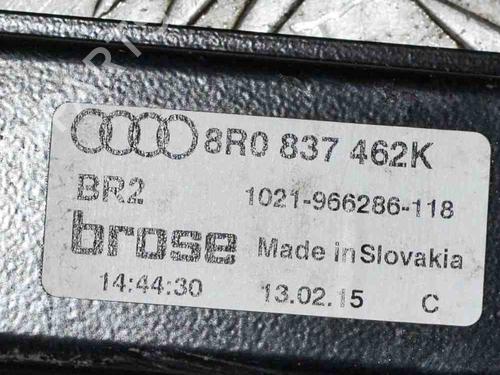 8R0 837 462K
BR2 1021-966286-118
brose Made in Slovakia
14:44:30 13.02.15 C